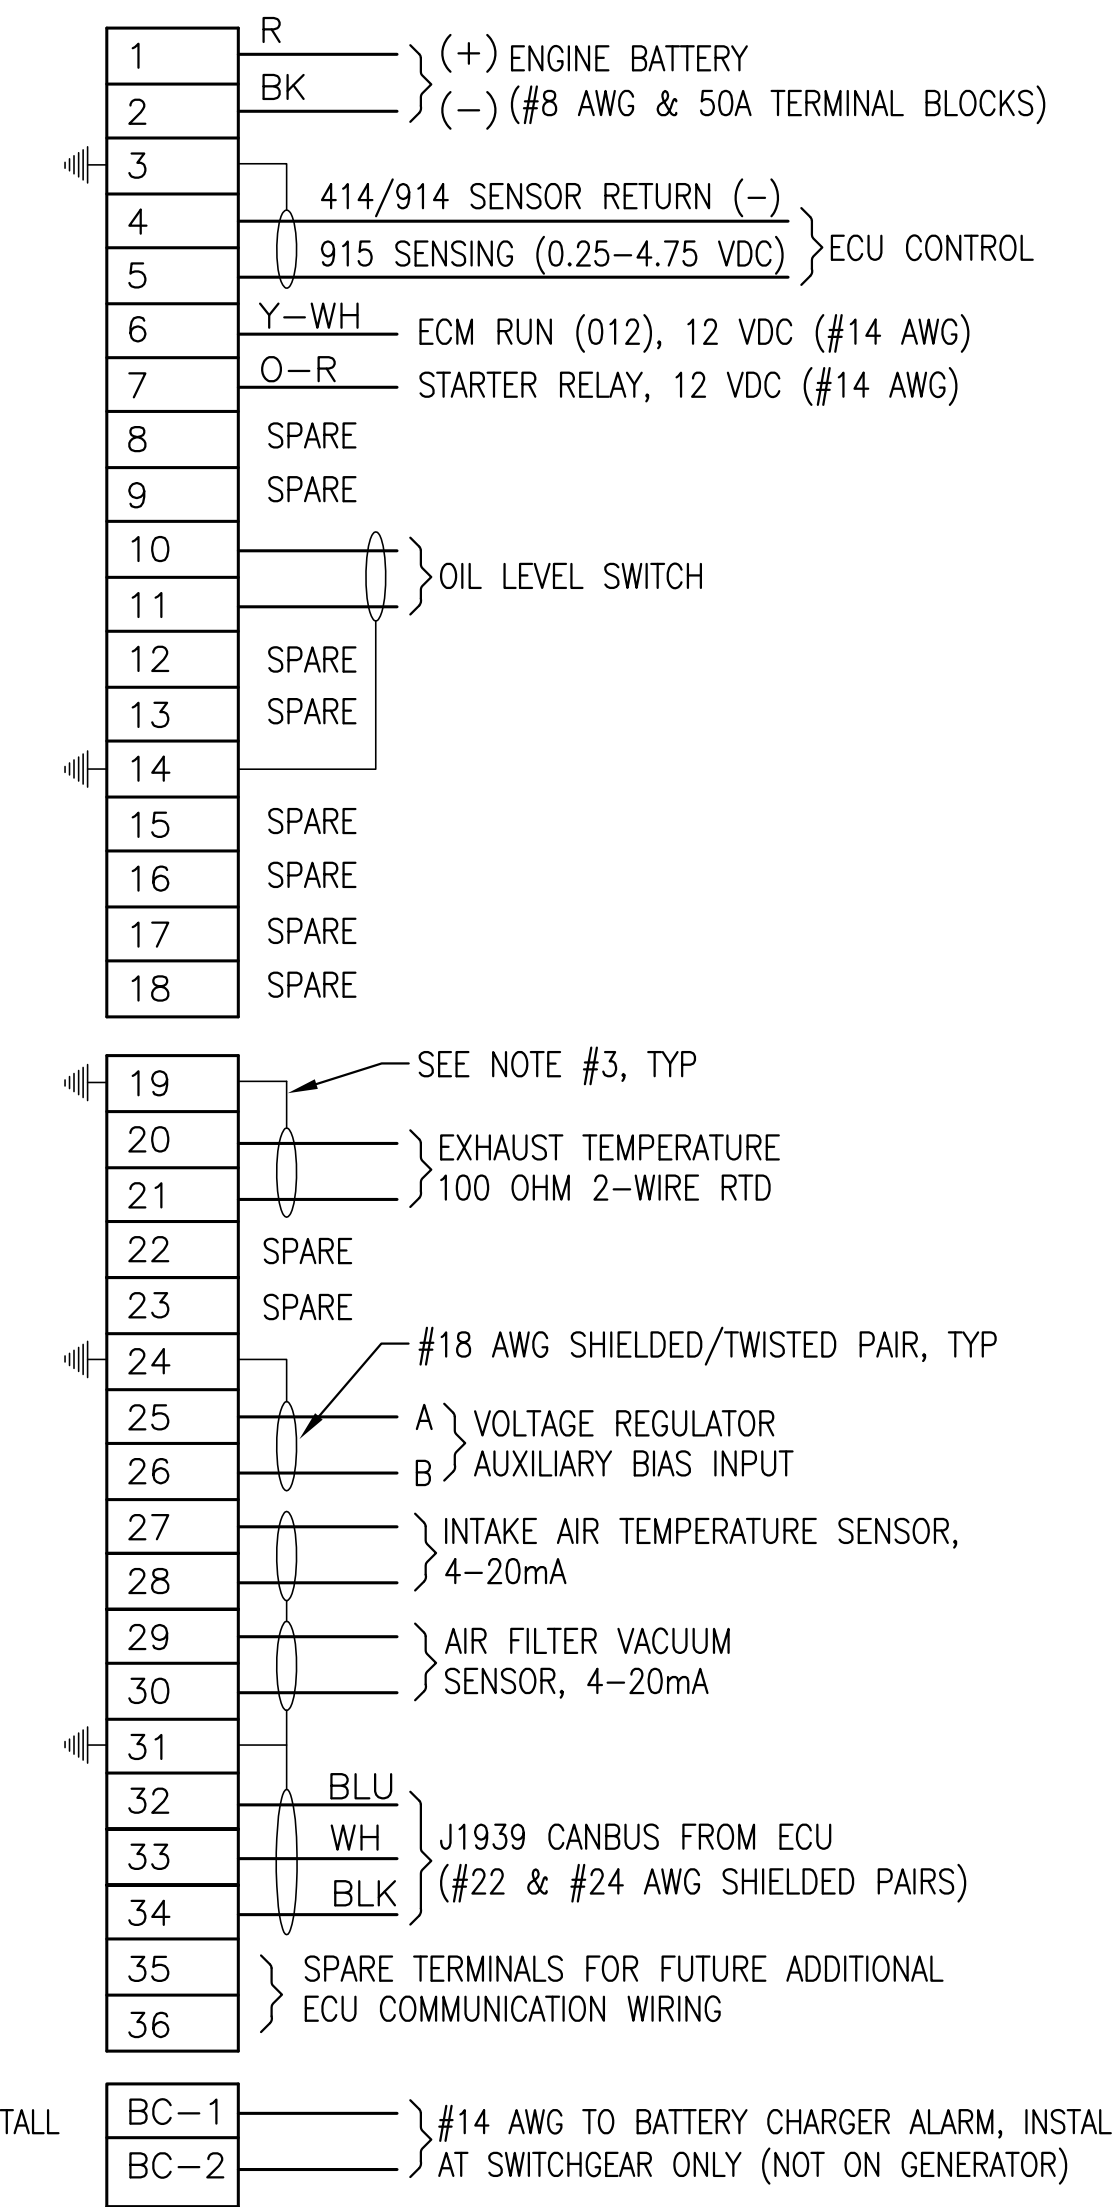 R
1
(+) ENGINE BATTERY
BK
2
(-) (#8 AWG & 50A TERMINAL BLOCKS)
3
414/914 SENSOR RETURN (-)
4
915 SENSING (0.25-4.75 VDC)
ECU CONTROL
5
Y-WH
6
ECM RUN (012), 12 VDC (#14 AWG)
O-R
7
STARTER RELAY, 12 VDC (#14 AWG)
8 SPARE
9 SPARE
10
OIL LEVEL SWITCH
11
12 SPARE
13 SPARE
14
15 SPARE
16 SPARE
17 SPARE
18 SPARE
SEE NOTE #3, TYP
19
20
EXHAUST TEMPERATURE
21
100 OHM 2-WIRE RTD
22 SPARE
23 SPARE
#18 AWG SHIELDED/TWISTED PAIR, TYP
24
25 A
VOLTAGE REGULATOR
AUXILIARY BIAS INPUT
26 B
27
INTAKE AIR TEMPERATURE SENSOR,
28
4-20mA
29
AIR FILTER VACUUM
30
SENSOR, 4-20mA
31
BLU
32
WH
J1939 CANBUS FROM ECU
33
(#22 & #24 AWG SHIELDED PAIRS)
BLK
34
35
SPARE TERMINALS FOR FUTURE ADDITIONAL
36
ECU COMMUNICATION WIRING
TALL
BC-1
#14 AWG TO BATTERY CHARGER ALARM, INSTAL
BC-2
AT SWITCHGEAR ONLY (NOT ON GENERATOR)